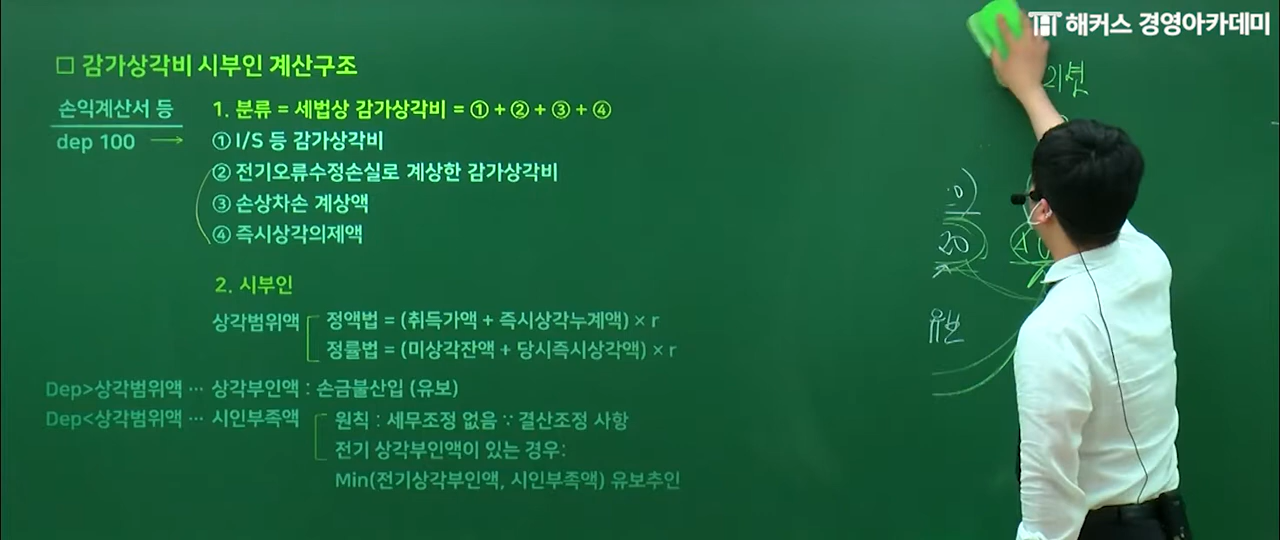 해커스 경영아카데미
□ 감가상각비 시부인 계산구조
손익계산서 등
dep 100 →
1. 분류 = 세법상 감가상각비 = ① + ② + ③ + ④
① I/S 등 감가상각비
② 전기오류수정손실로 계상한 감가상각비
③ 손상차손 계상액
④ 즉시상각의제액
2. 시부인
상각범위액
정액법 = (취득가액 + 즉시상각누계액) × r
정률법 = (미상각잔액 + 당시즉시상각액) × r
Dep>상각범위액 ··· 상각부인액 : 손금불산입 (유보)
Dep<상각범위액 ··· 시인부족액
원칙 : 세무조정 없음 ∵ 결산조정 사항
전기 상각부인액이 있는 경우:
Min(전기상각부인액, 시인부족액) 유보추인
20
유보